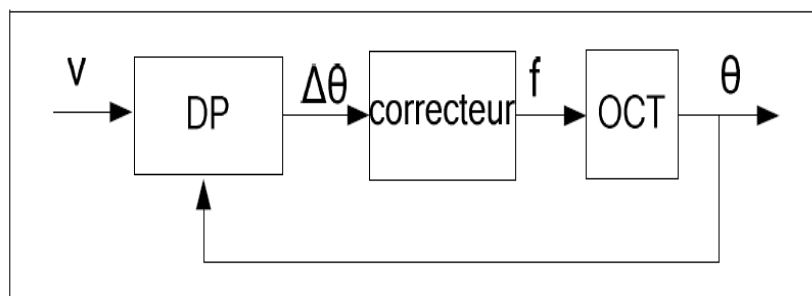 v
DP
Δθ
correcteur
f
OCT
θ